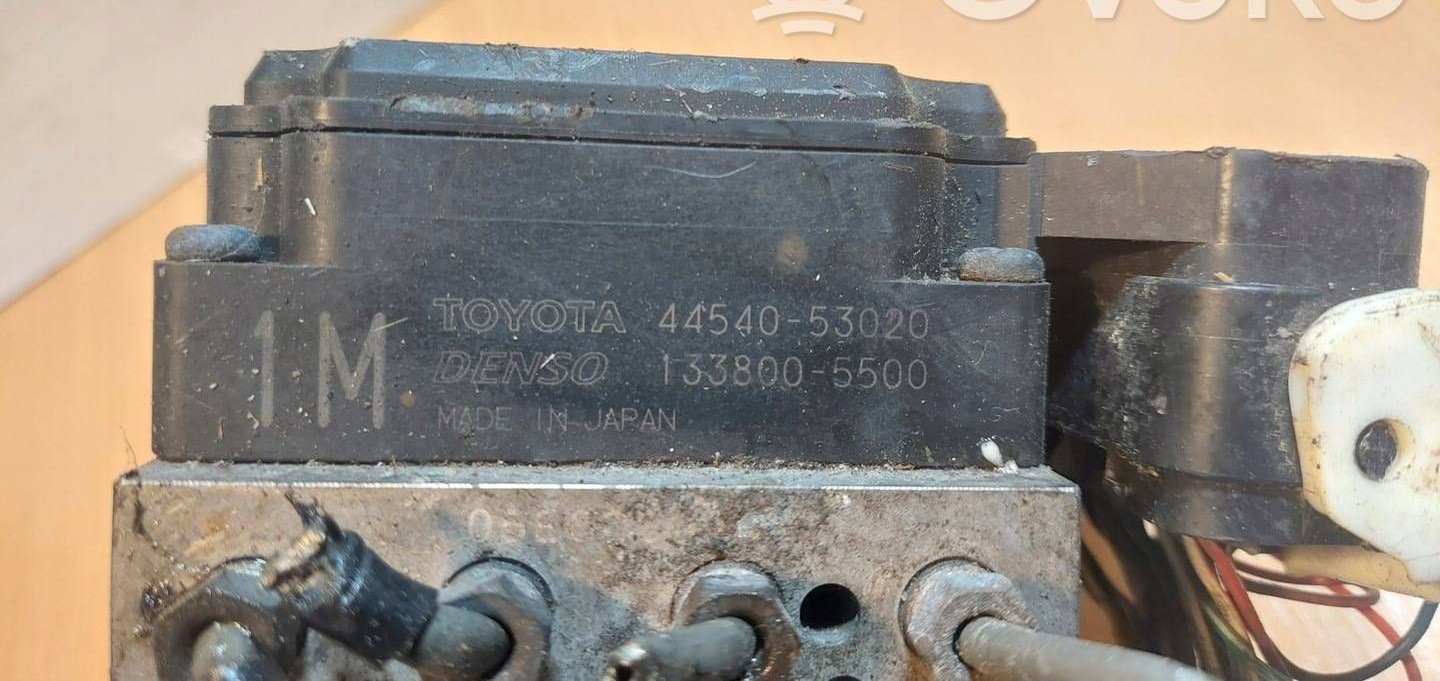 1M
TOYOTA 44540-53020
DENSO 133800-5500
MADE IN JAPAN